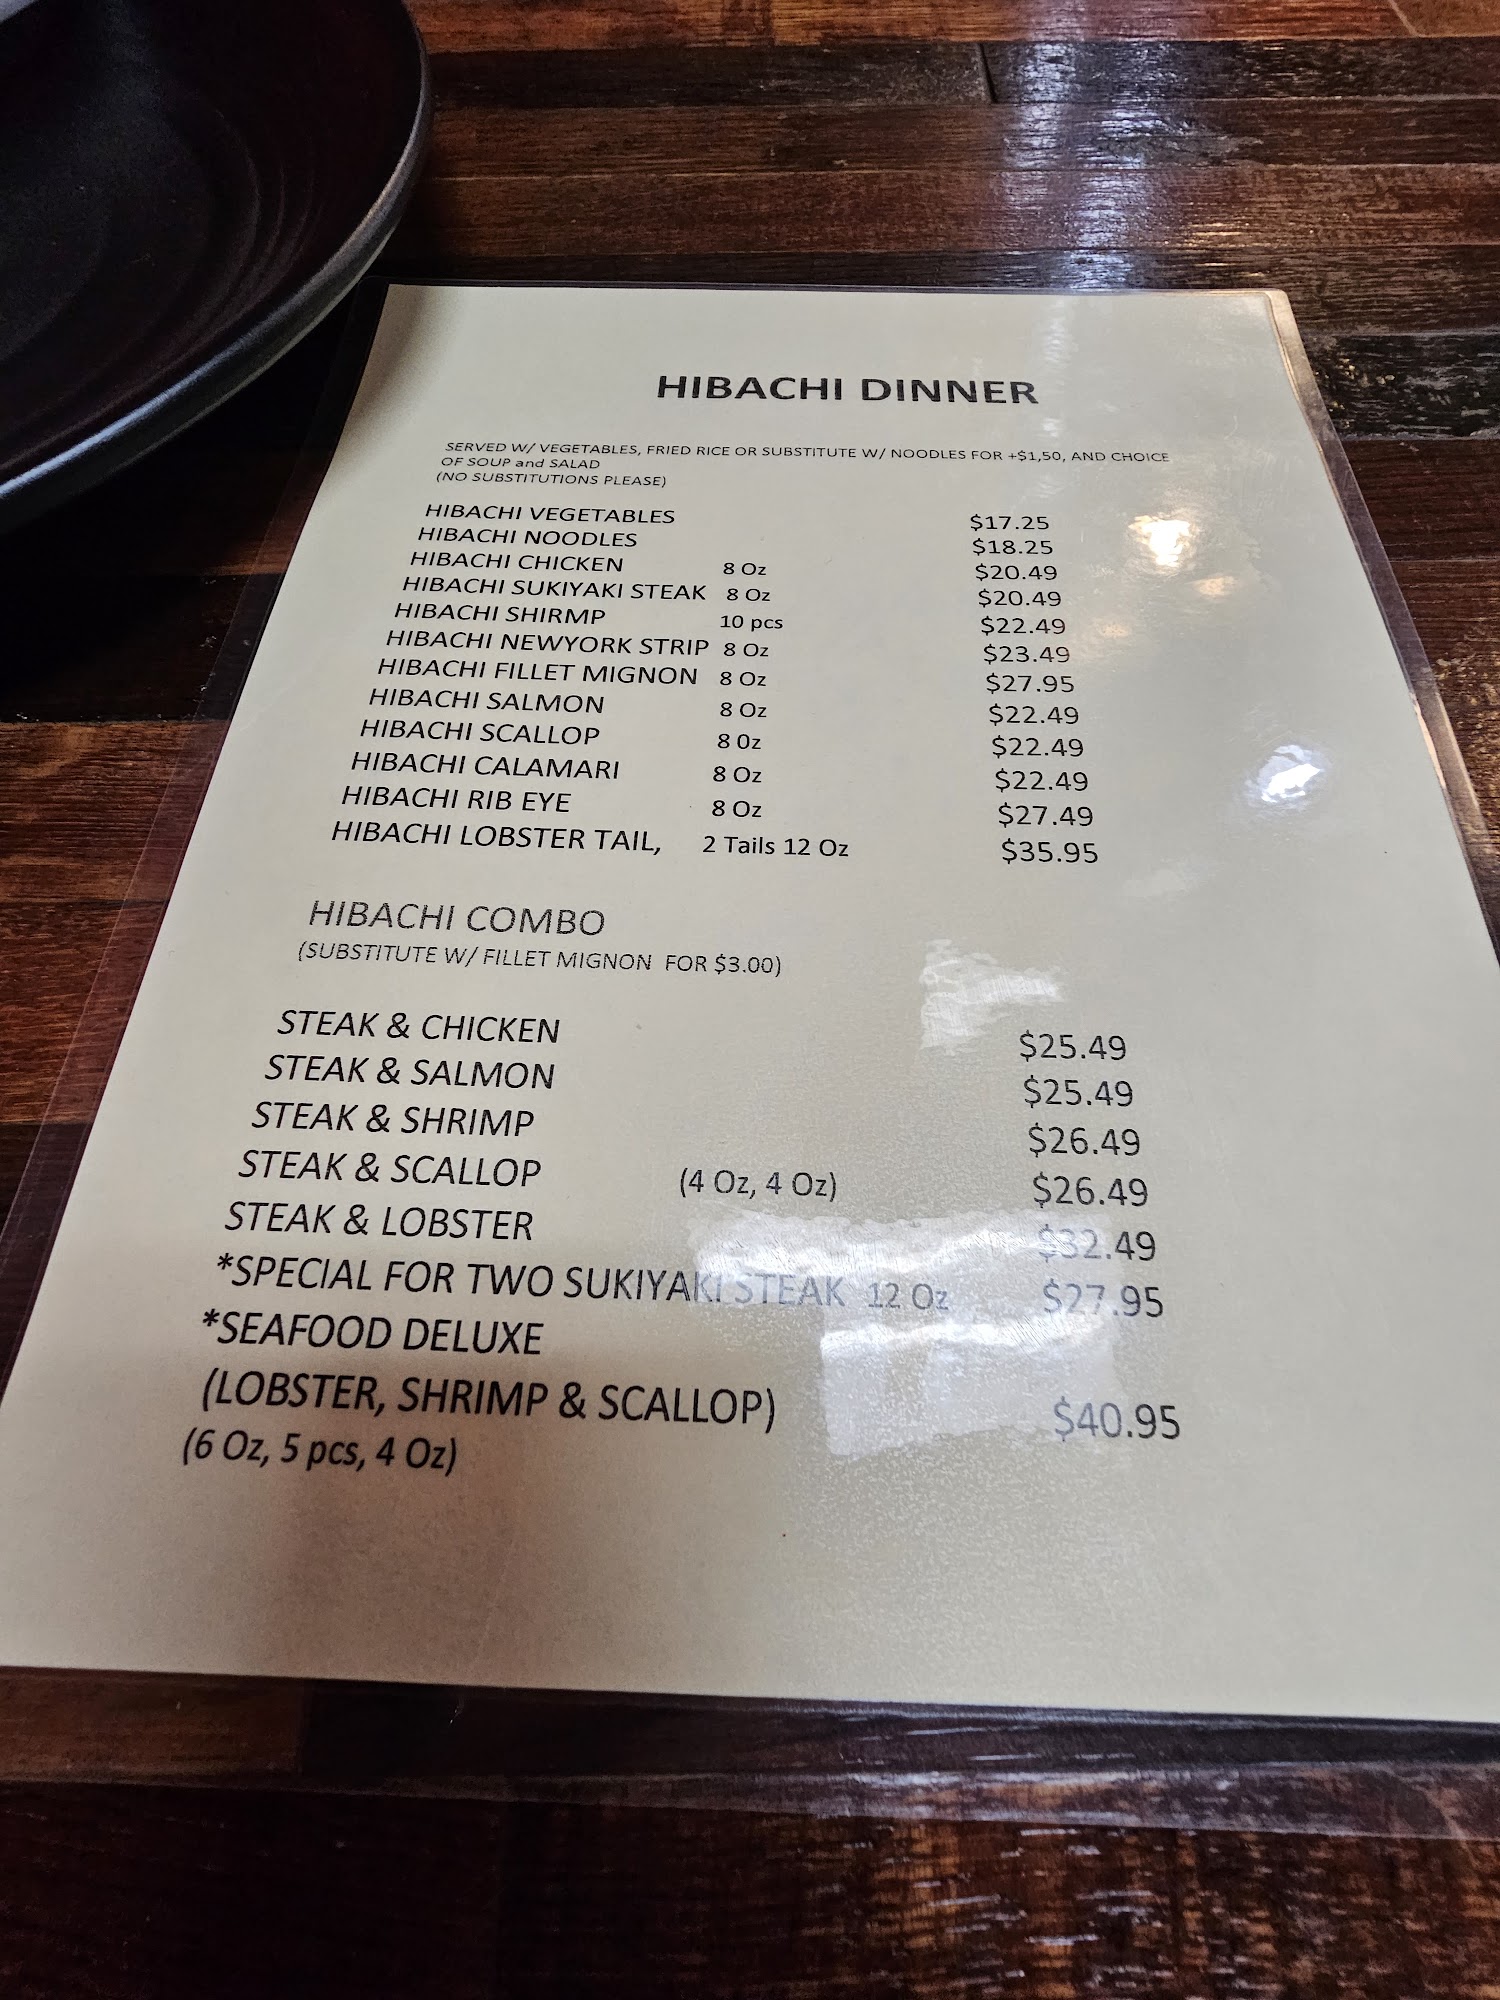 HIBACHI DINNER
SERVED W/ VEGETABLES, FRIED RICE OR SUBSTITUTE W/ NOODLES FOR +$1,50, AND CHOICE
OF SOUP and SALAD
(NO SUBSTITUTIONS PLEASE)
HIBACHI VEGETABLES $17.25
HIBACHI NOODLES $18.25
HIBACHI CHICKEN 8 Oz $20.49
HIBACHI SUKIYAKI STEAK 8 Oz $20.49
HIBACHI SHIRMP 10 pcs $22.49
HIBACHI NEWYORK STRIP 8 Oz $23.49
HIBACHI FILLET MIGNON 8 Oz $27.95
HIBACHI SALMON 8 Oz $22.49
HIBACHI SCALLOP 8 0z $22.49
HIBACHI CALAMARI 8 Oz $22.49
HIBACHI RIB EYE 8 Oz $27.49
HIBACHI LOBSTER TAIL, 2 Tails 12 Oz $35.95
HIBACHI COMBO
(SUBSTITUTE W/ FILLET MIGNON FOR $3.00)
STEAK & CHICKEN $25.49
STEAK & SALMON $25.49
STEAK & SHRIMP $26.49
STEAK & SCALLOP (4 Oz, 4 Oz) $26.49
STEAK & LOBSTER $32.49
*SPECIAL FOR TWO SUKIYAKI STEAK 12 Oz $27.95
*SEAFOOD DELUXE
(LOBSTER, SHRIMP & SCALLOP) $40.95
(6 Oz, 5 pcs, 4 Oz)